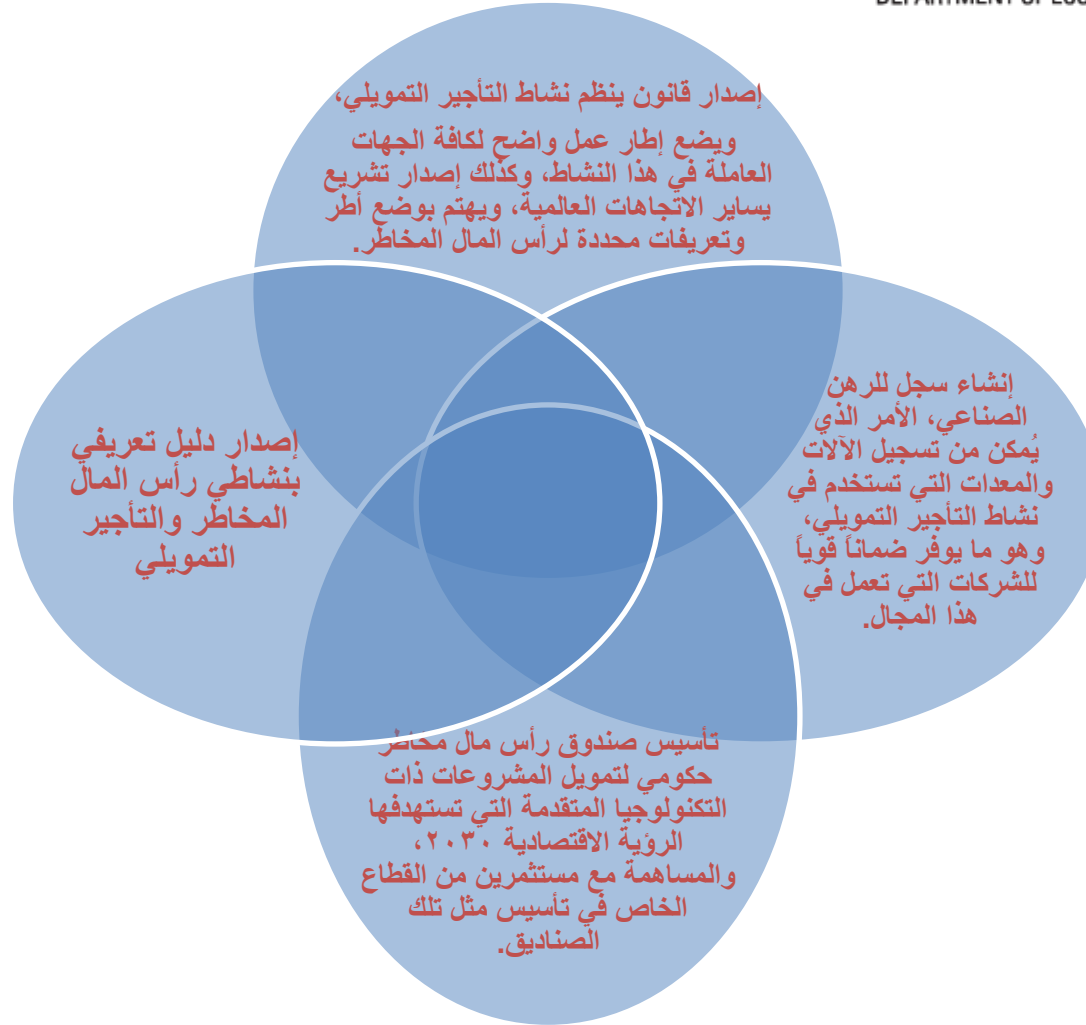 DEPARTMENT OF
إصدار قانون ينظم نشاط التأجير التمويلي،
ويضع إطار عمل واضح لكافة الجهات
العاملة في هذا النشاط، وكذلك إصدار تشريع
يساير الاتجاهات العالمية، ويهتم بوضع أطر
وتعريفات محددة لرأس المال المخاطر.
إنشاء سجل للرهن
الصناعي، الأمر الذي
يُمكن من تسجيل الآلات
والمعدات التي تستخدم في
نشاط التأجير التمويلي،
وهو ما يوفر ضماناً قوياً
للشركات التي تعمل في
هذا المجال.
إصدار دليل تعريفي
بنشاطي رأس المال
المخاطر والتأجير
التمويلي
تأسيس صندوق رأس مال مخاطر
حكومي لتمويل المشروعات ذات
التكنولوجيا المتقدمة التي تستهدفها
الرؤية الاقتصادية ٢٠٣٠،
والمساهمة مع مستثمرين من القطاع
الخاص في تأسيس مثل تلك
الصناديق.